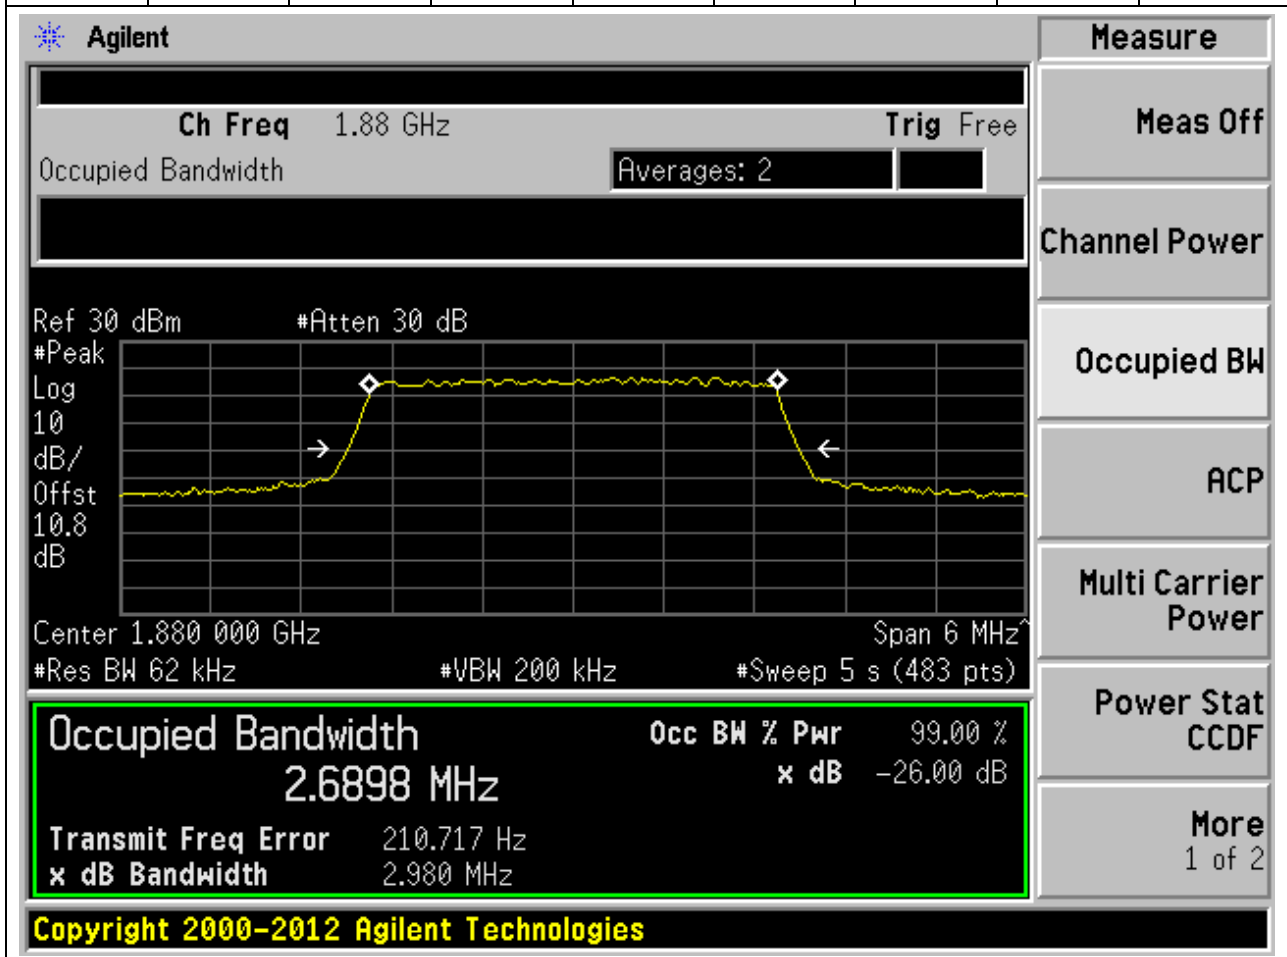 Agilent
Measure
Ch Freq 1.88 GHz Trig Free
Occupied Bandwidth Averages: 2
Ref 30 dBm #Atten 30 dB
#Peak
Log
10
dB/
Offst
10.8
dB
Center 1.880 000 GHz Span 6 MHz^
#Res BW 62 kHz #VBW 200 kHz #Sweep 5 s (483 pts)
Occupied Bandwidth
2.6898 MHz
Occ BW % Pwr 99.00 %
x dB -26.00 dB
Transmit Freq Error 210.717 Hz
x dB Bandwidth 2.980 MHz
Meas Off
Channel Power
Occupied BW
ACP
Multi Carrier
Power
Power Stat
CCDF
More
1 of 2
Copyright 2000-2012 Agilent Technologies